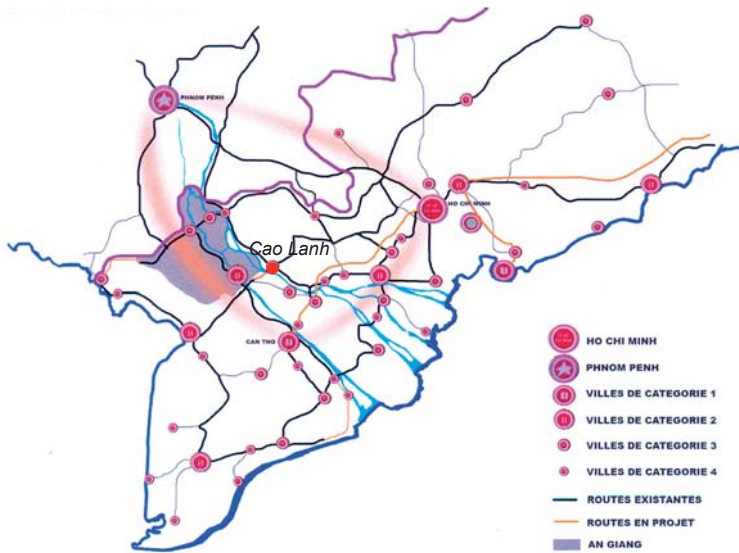 PHNOM PENH
HO CHI MINH
Cao Lanh
CAN THO
HO CHI MINH
PHNOM PENH
VILLES DE CATEGORIE 1
VILLES DE CATEGORIE 2
VILLES DE CATEGORIE 3
VILLES DE CATEGORIE 4
ROUTES EXISTANTES
ROUTES EN PROJET
AN GIANG